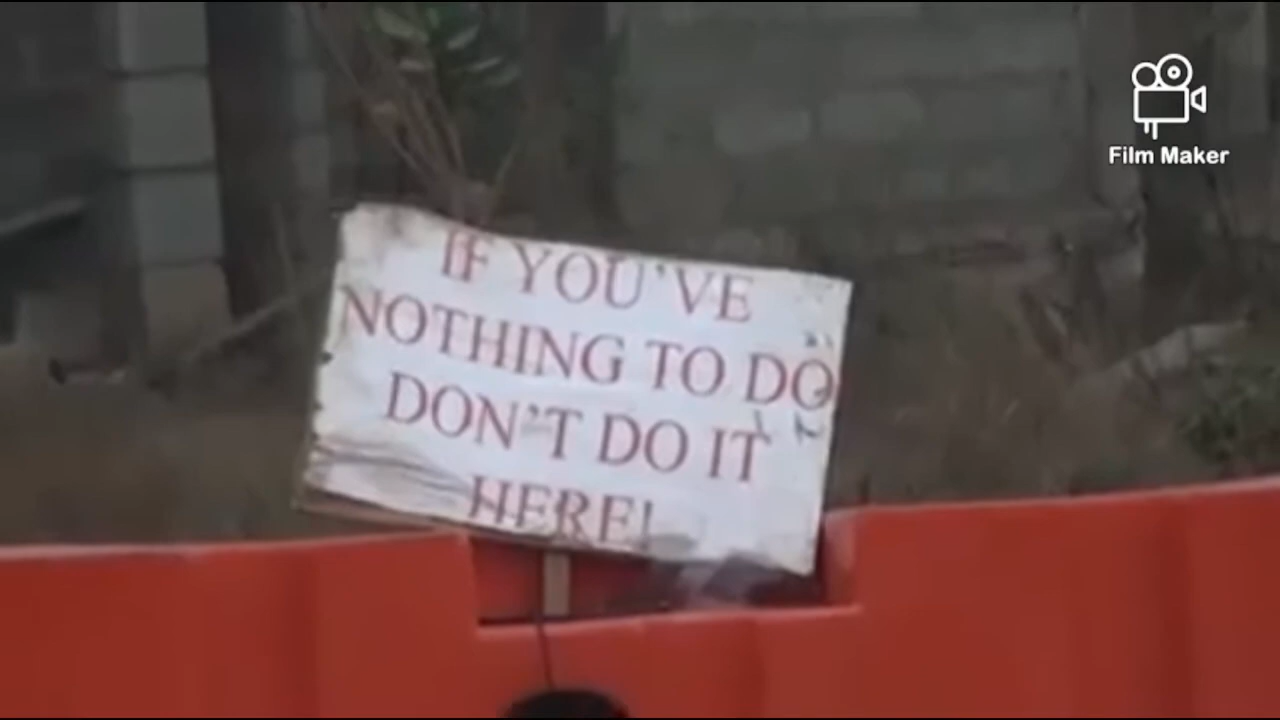 Film Maker
IF YOU'VE
NOTHING TO DO
DON'T DO IT
HERE!